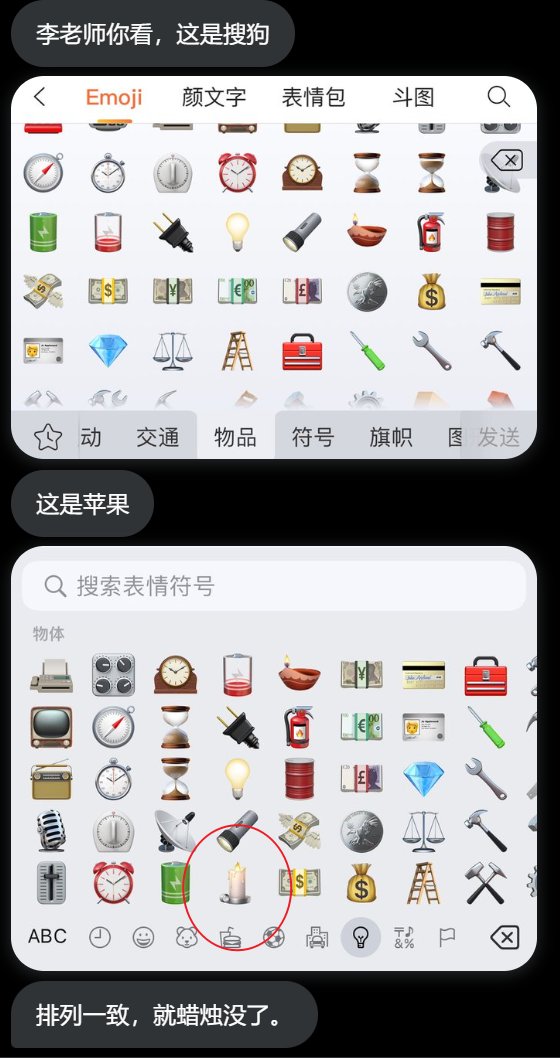 李老师你看，这是搜狗
Emoji
颜文字
表情包
斗图
动
交通
物品
符号
旗帜
图
发送
这是苹果
搜索表情符号
物体
ABC
排列一致，就蜡烛没了。